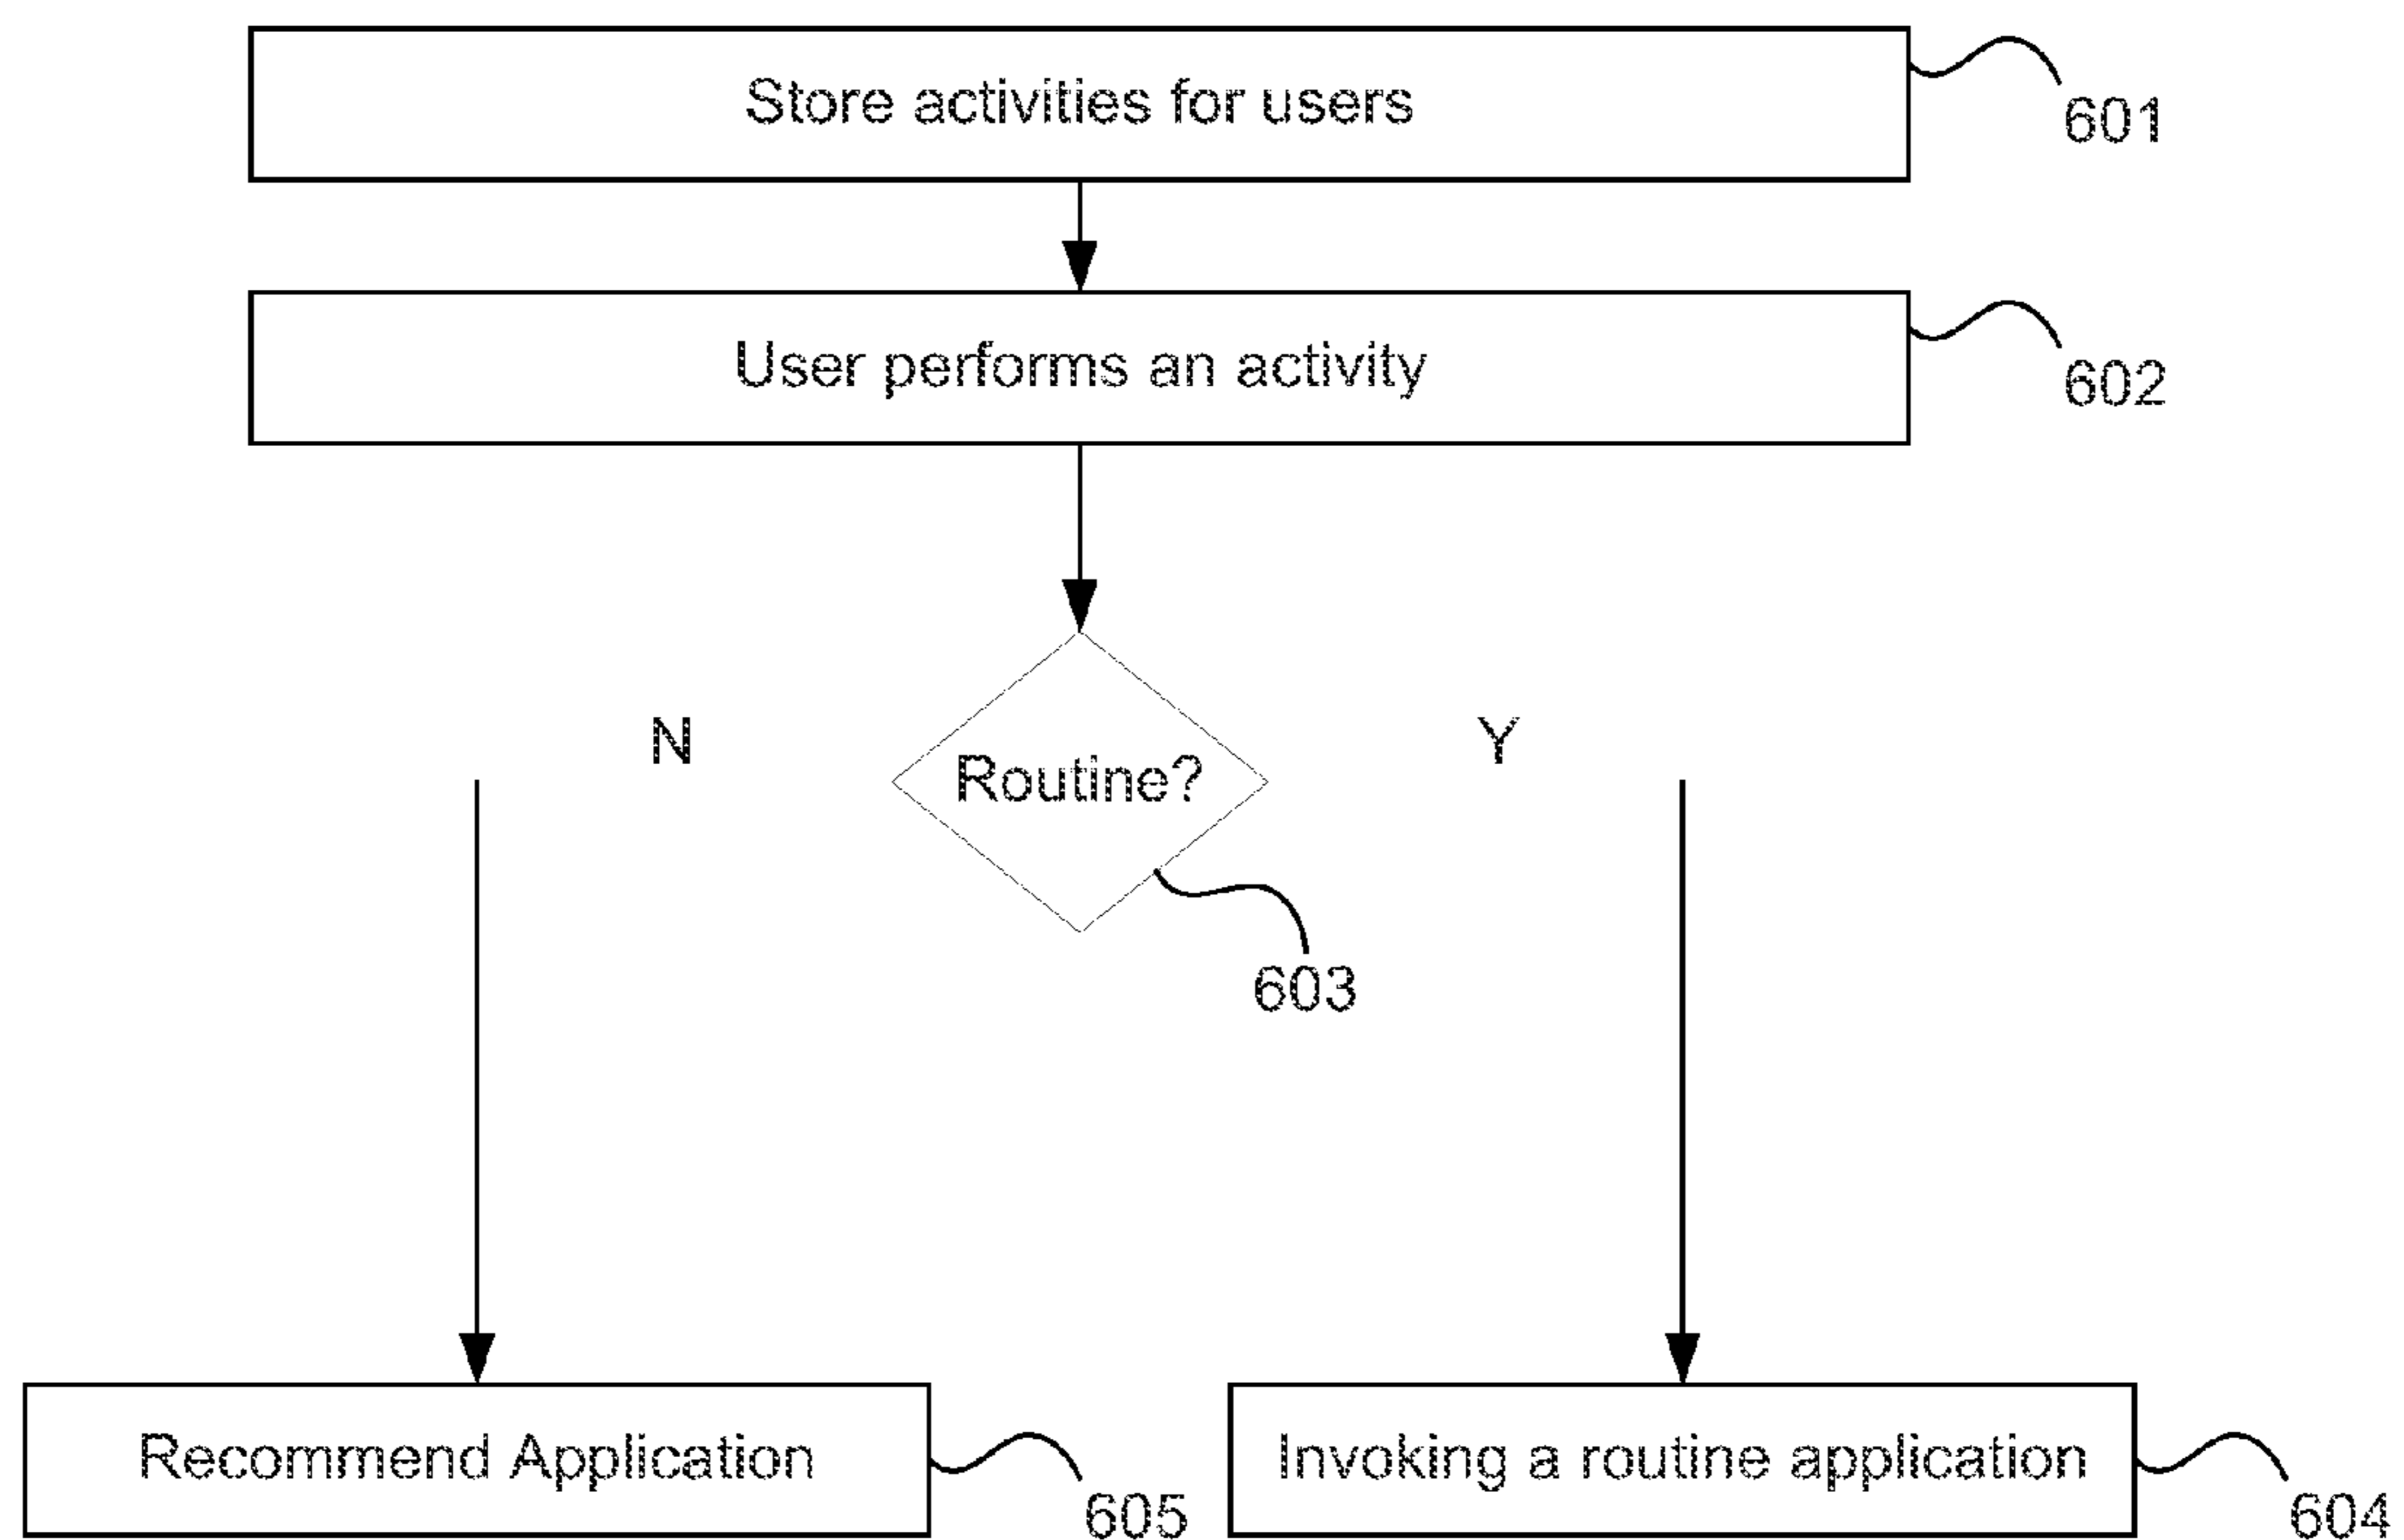 Store activities for users
601
User performs an activity
602
N
Y
Routine?
603
Recommend Application
605
Invoking a routine application
604